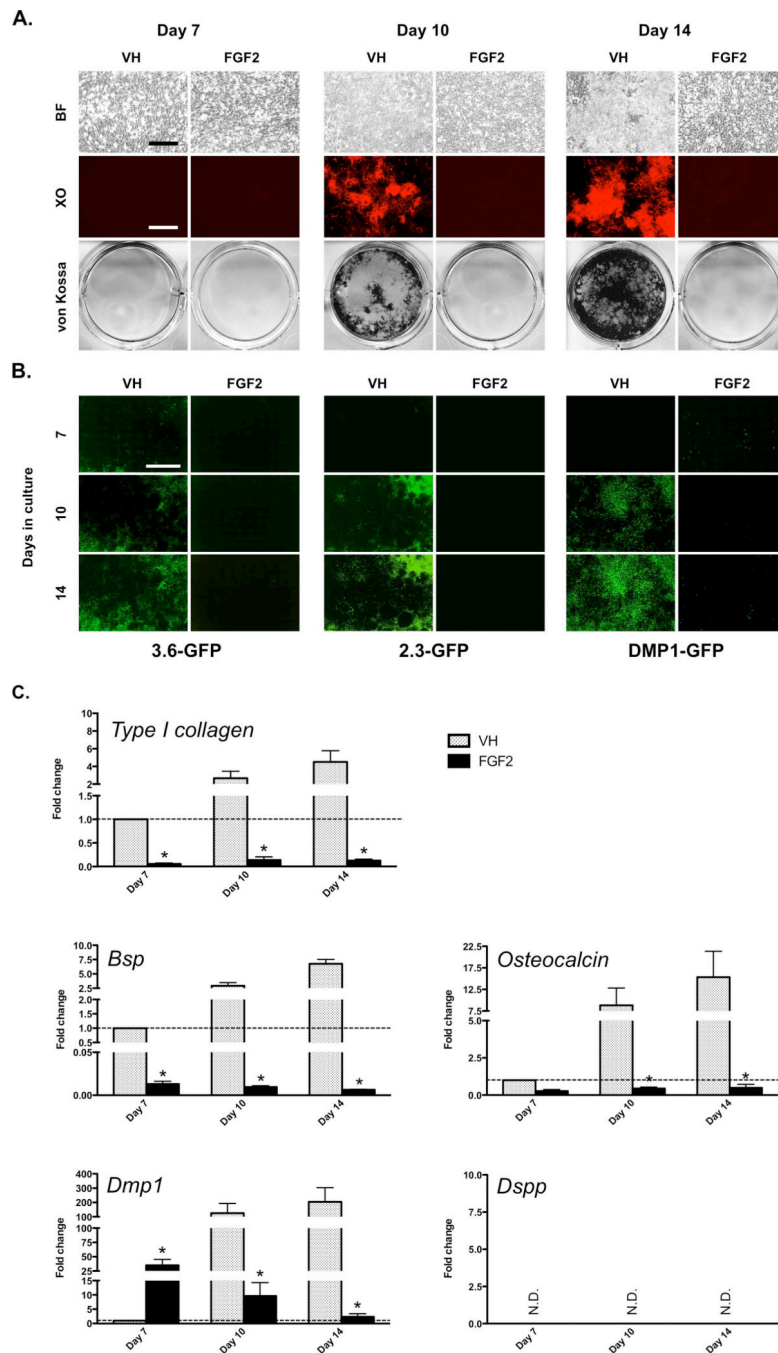 A.
Day 7 Day 10 Day 14
VH FGF2 VH FGF2 VH FGF2
BF
XO
von Kossa
B.
VH FGF2 VH FGF2 VH FGF2
Days in culture
7
10
14
3.6-GFP 2.3-GFP DMP1-GFP
C.
Type I collagen
Fold change
10
8
6
4
2
1.5
1.0
0.5
0.0
* * *
Day 7 Day 10 Day 14
VH
FGF2
Bsp
Fold change
10.0
7.5
5.0
2.5
2.0
1.5
1.0
0.5
0.05
0.00
* * *
Day 7 Day 10 Day 14
Osteocalcin
Fold change
22.5
17.5
12.5
7.5
5.0
2.5
0.0
* *
Day 7 Day 10 Day 14
Dmp1
Fold change
400
300
200
100
100
75
50
25
15
10
5
0
* * *
Day 7 Day 10 Day 14
Dspp
Fold change
10.0
7.5
5.0
2.5
0.0
N.D. N.D. N.D.
Day 7 Day 10 Day 14